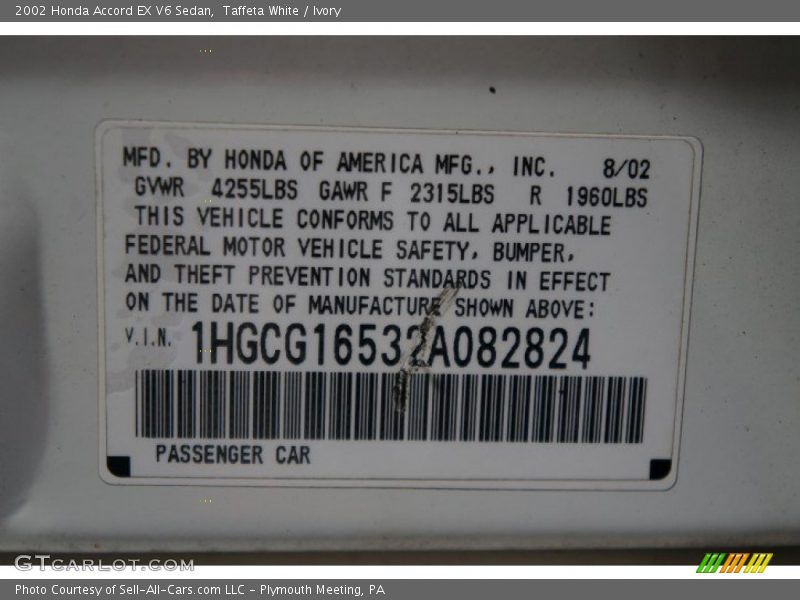 2002 Honda Accord EX V6 Sedan,  Taffeta White / Ivory
MFD. BY HONDA OF AMERICA MFG., INC. 8/02
GVWR 4255LBS GAWR F 2315LBS R 1960LBS
THIS VEHICLE CONFORMS TO ALL APPLICABLE
FEDERAL MOTOR VEHICLE SAFETY, BUMPER,
AND THEFT PREVENTION STANDARDS IN EFFECT
ON THE DATE OF MANUFACTURE SHOWN ABOVE:
V.I.N. 1HGCG16532A082824
PASSENGER CAR
GTCARLOT.COM
Photo Courtesy of Sell-All-Cars.com LLC - Plymouth Meeting, PA